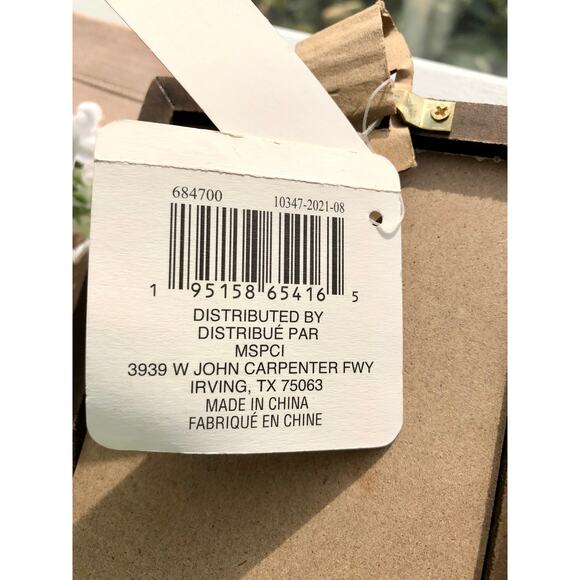 684700 10347-2021-08
1 95158 65416 5
DISTRIBUTED BY
DISTRIBUÉ PAR
MSPCI
3939 W JOHN CARPENTER FWY
IRVING, TX 75063
MADE IN CHINA
FABRIQUÉ EN CHINE